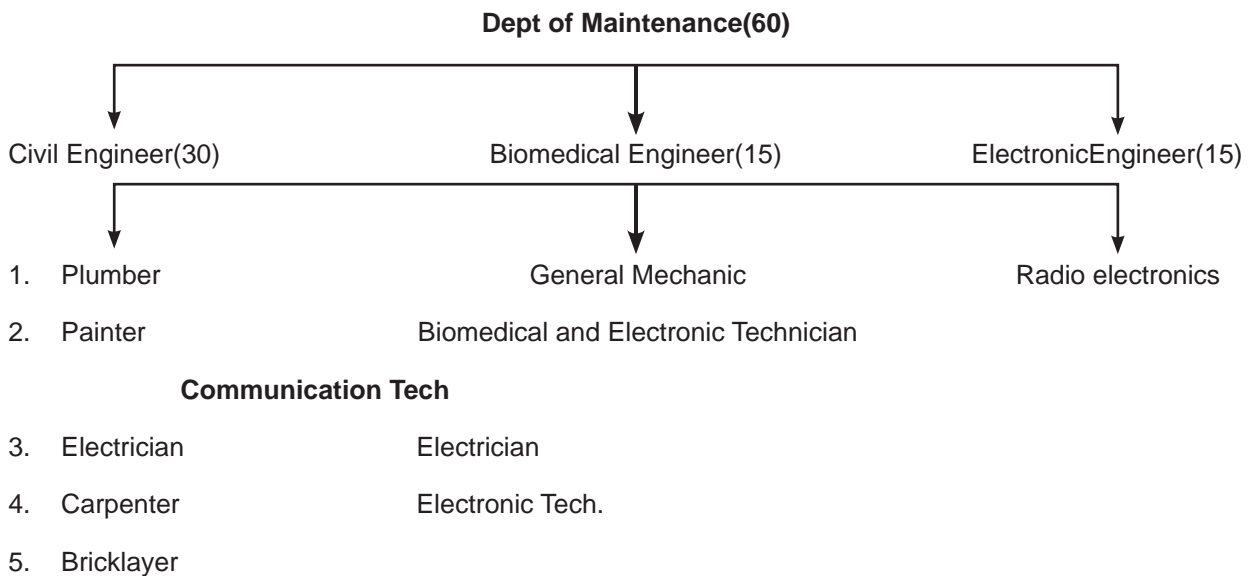 Dept of Maintenance(60)
Civil Engineer(30) Biomedical Engineer(15) ElectronicEngineer(15)
1. Plumber General Mechanic Radio electronics
2. Painter Biomedical and Electronic Technician
Communication Tech
3. Electrician Electrician
4. Carpenter Electronic Tech.
5. Bricklayer